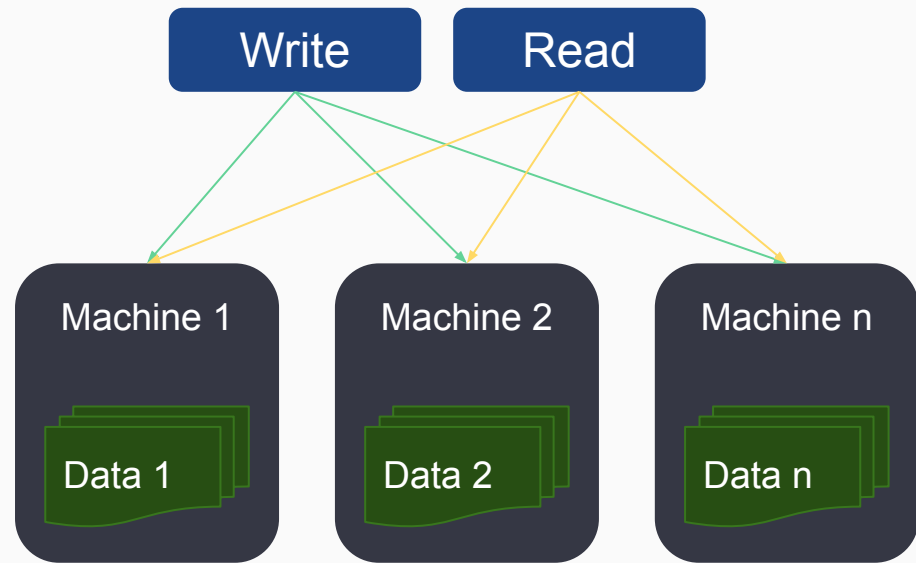 Write
Read
Machine 1
Machine 2
Machine n
Data 1
Data 2
Data n